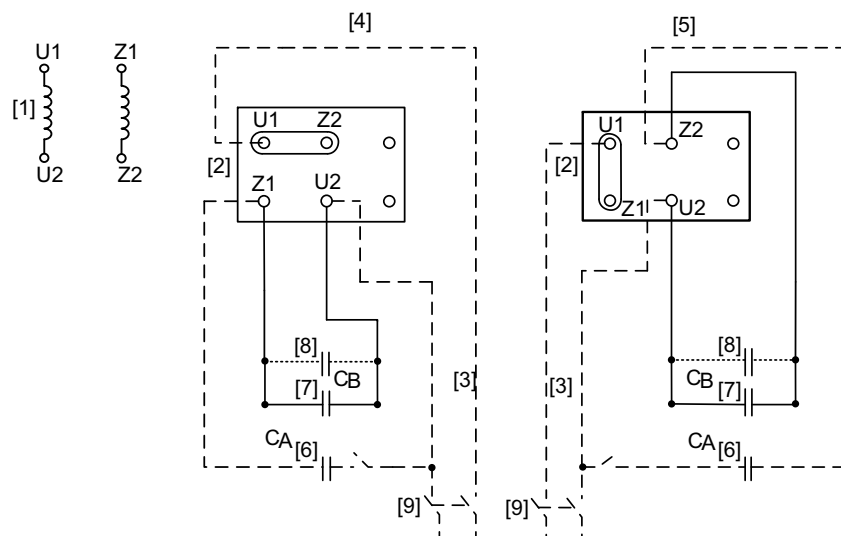 [4]
[5]
U1
Z1
[1]
U2
Z2
U1
Z2
[2]
Z1
U2
U1
Z2
[2]
Z1
U2
[8]
CB
[7]
[3]
CA
[6]
[9]
[8]
CB
[7]
[3]
CA
[6]
[9]